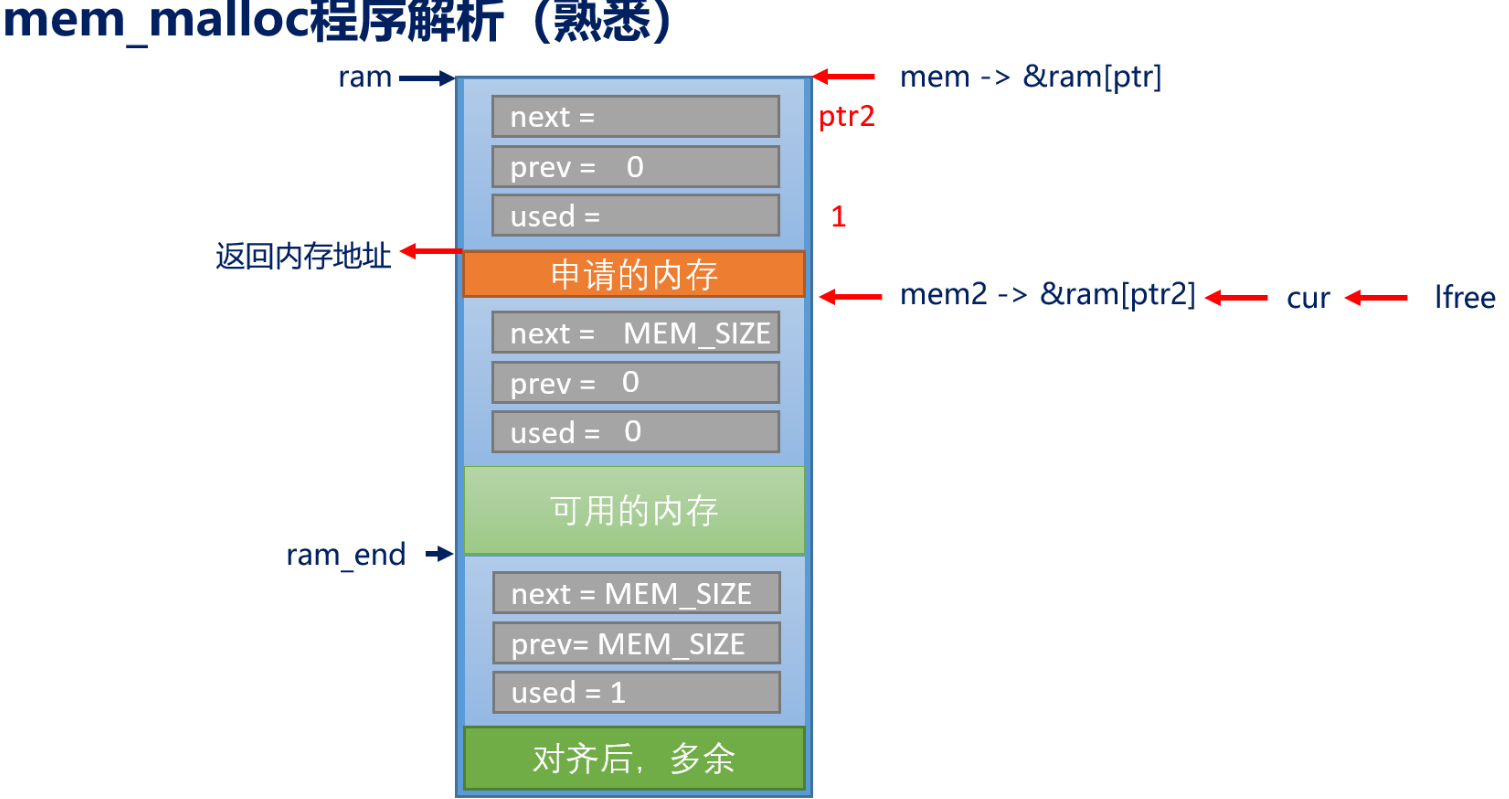 mem_malloc程序解析（熟悉）
ram
mem -> &ram[ptr]
next =
ptr2
prev = 0
used =
1
返回内存地址
申请的内存
mem2 -> &ram[ptr2]
cur
lfree
next = MEM_SIZE
prev = 0
used = 0
可用的内存
ram_end
next = MEM_SIZE
prev= MEM_SIZE
used = 1
对齐后，多余